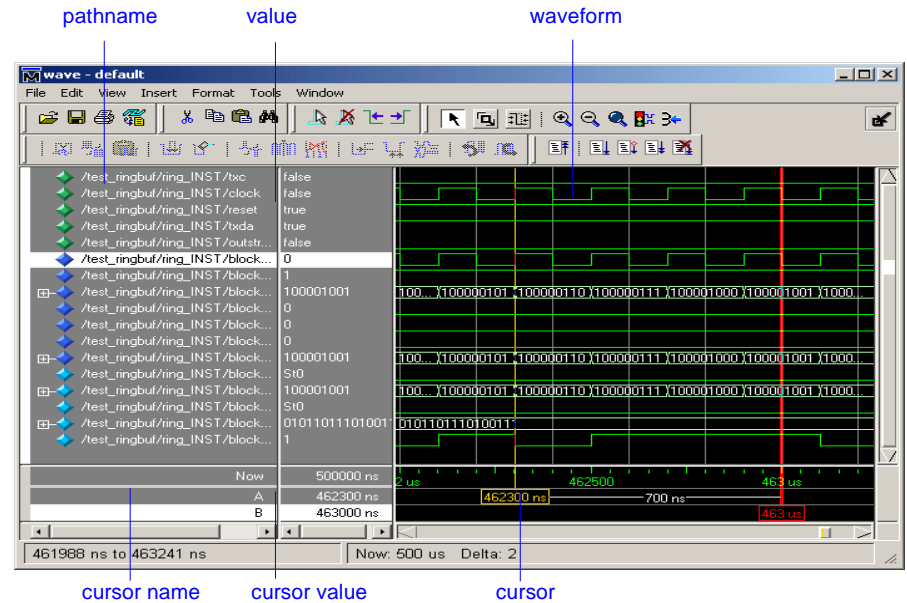 pathname value waveform
wave - default
File Edit View Insert Format Tools Window
/test_ringbuf/ring_INST/txc false
/test_ringbuf/ring_INST/clock false
/test_ringbuf/ring_INST/reset true
/test_ringbuf/ring_INST/txda true
/test_ringbuf/ring_INST/outstr... false
/test_ringbuf/ring_INST/block... 0
/test_ringbuf/ring_INST/block... 1
/test_ringbuf/ring_INST/block... 100001001 100... 100000101 100000110 100000111 100001000 100001001 1000...
/test_ringbuf/ring_INST/block... 0
/test_ringbuf/ring_INST/block... 0
/test_ringbuf/ring_INST/block... 0
/test_ringbuf/ring_INST/block... 100001001 100... 100000101 100000110 100000111 100001000 100001001 1000...
/test_ringbuf/ring_INST/block... St0
/test_ringbuf/ring_INST/block... 100001001 100... 100000101 100000110 100000111 100001000 100001001 1000...
/test_ringbuf/ring_INST/block... St0
/test_ringbuf/ring_INST/block... 010110111010011 010110111010011
/test_ringbuf/ring_INST/block... 1
Now 500000 ns 2 us 462500 463 us
A 462300 ns 462300 ns 700 ns
B 463000 ns 463 us
461988 ns to 463241 ns Now: 500 us Delta: 2
cursor name cursor value cursor